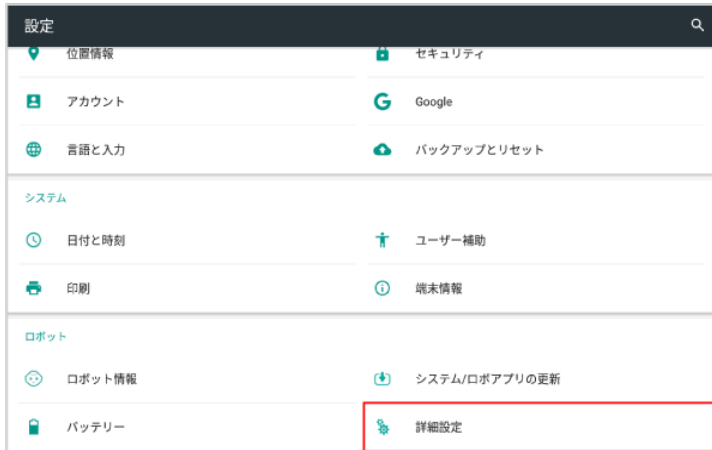 設定
位置情報
セキュリティ
アカウント
Google
言語と入力
バックアップとリセット
システム
日付と時刻
ユーザー補助
印刷
端末情報
ロボット
ロボット情報
システム/ロボアプリの更新
バッテリー
詳細設定